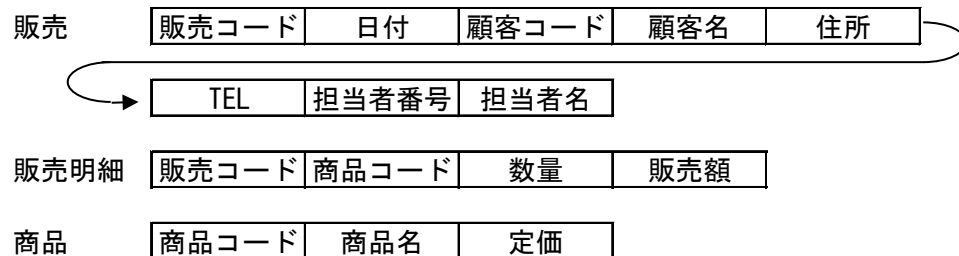 販売 販売コード 日付 顧客コード 顧客名 住所
TEL 担当者番号 担当者名
販売明細 販売コード 商品コード 数量 販売額
商品 商品コード 商品名 定価